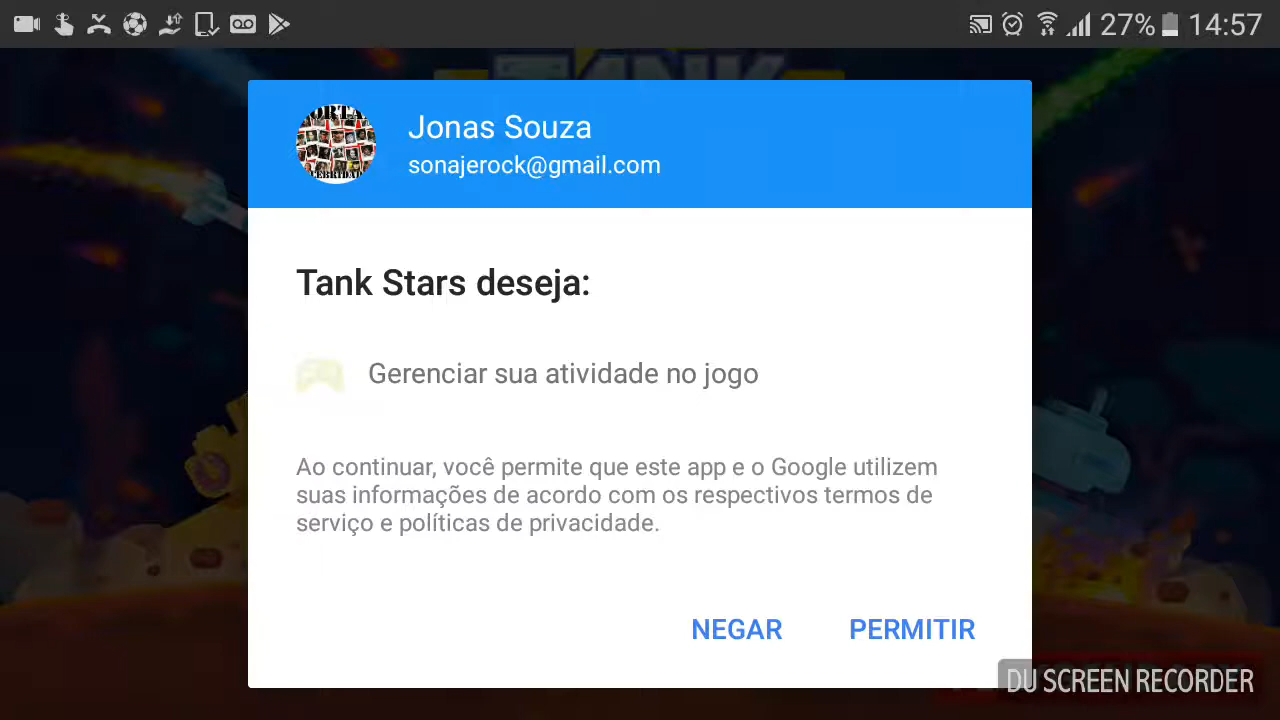 27% 14:57
TANK
Jonas Souza
sonajerock@gmail.com
Tank Stars deseja:
Gerenciar sua atividade no jogo
Ao continuar, você permite que este app e o Google utilizem
suas informações de acordo com os respectivos termos de
serviço e políticas de privacidade.
NEGAR PERMITIR
DU SCREEN RECORDER